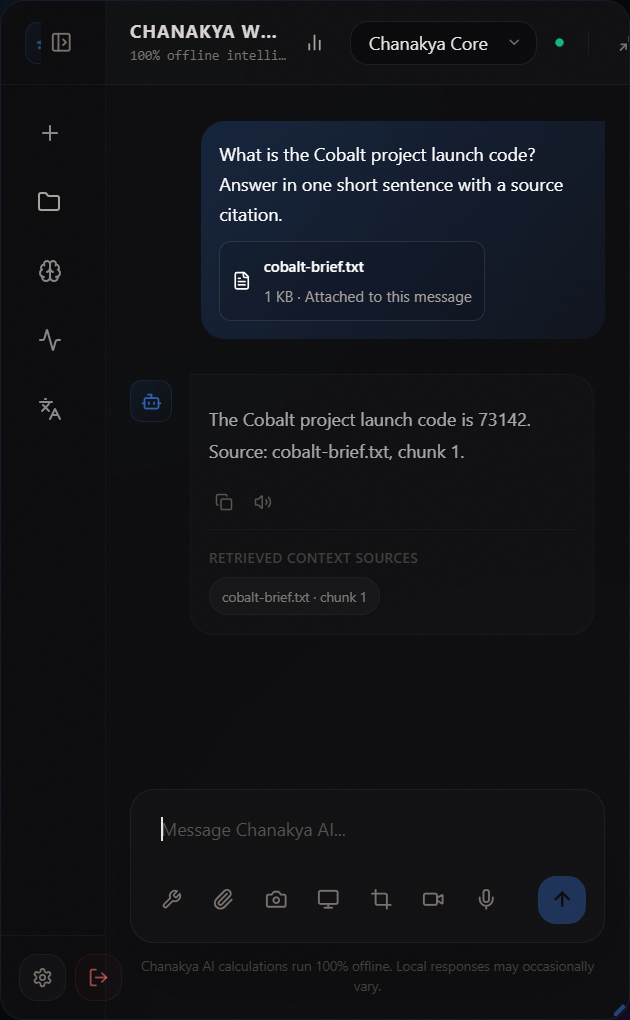 CHANAKYA W...
100% offline intelli...
Chanakya Core
What is the Cobalt project launch code?
Answer in one short sentence with a source
citation.
cobalt-brief.txt
1 KB · Attached to this message
The Cobalt project launch code is 73142.
Source: cobalt-brief.txt, chunk 1.
RETRIEVED CONTEXT SOURCES
cobalt-brief.txt · chunk 1
Message Chanakya AI...
Chanakya AI calculations run 100% offline. Local responses may occasionally
vary.